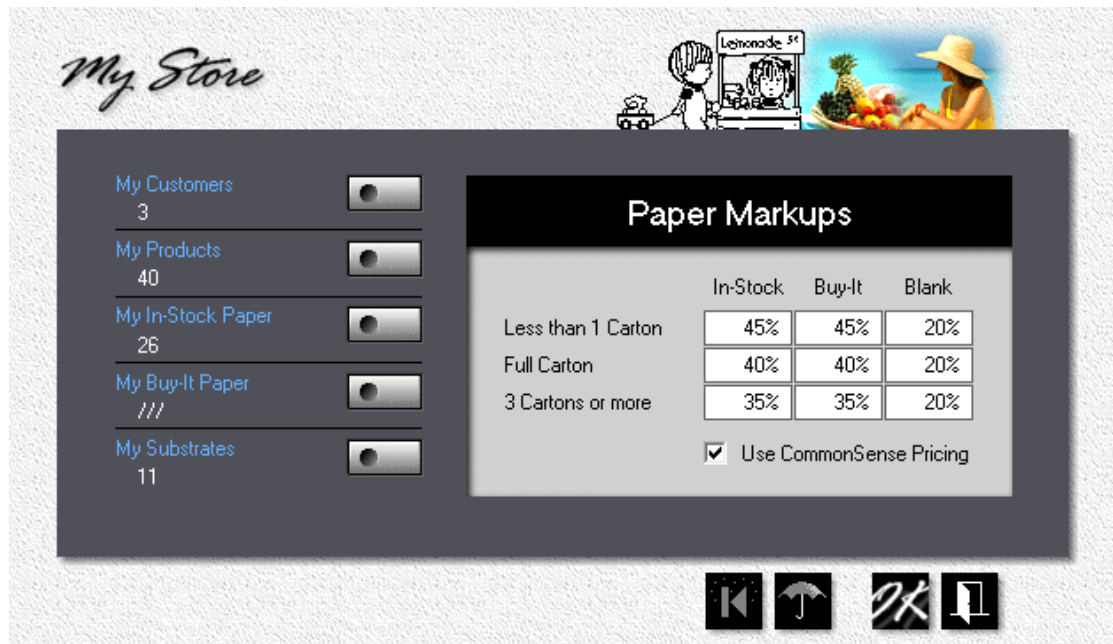 My Store
Lemonade 5¢
My Customers
3
My Products
40
My In-Stock Paper
26
My Buy-It Paper
///
My Substrates
11
Paper Markups
In-Stock Buy-It Blank
Less than 1 Carton 45% 45% 20%
Full Carton 40% 40% 20%
3 Cartons or more 35% 35% 20%
Use CommonSense Pricing
OK